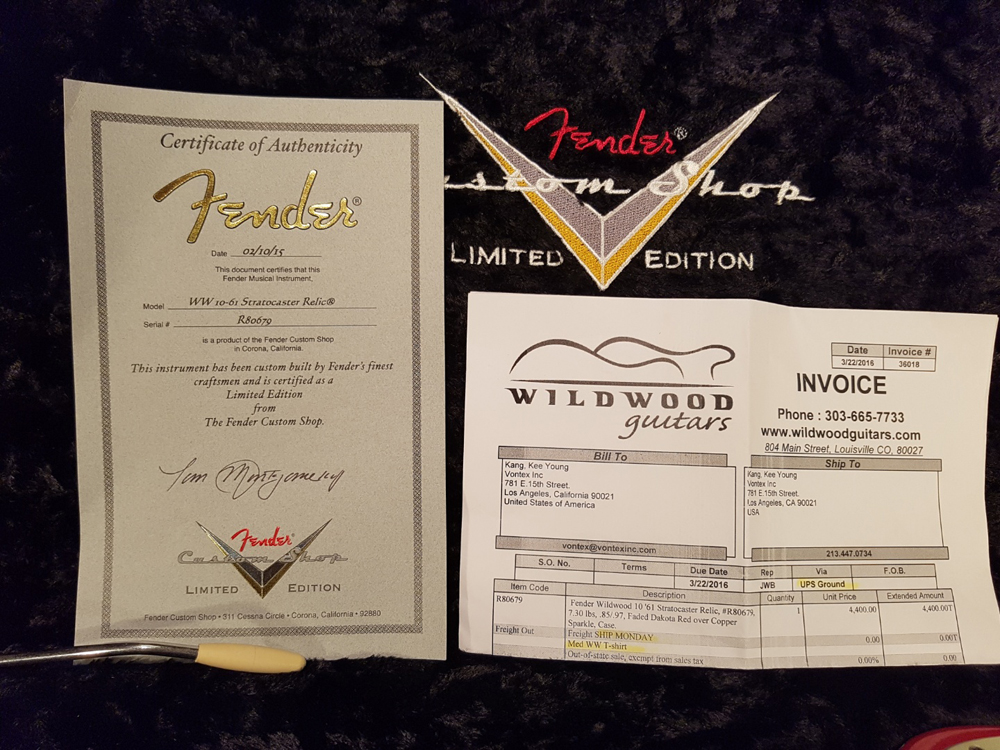 Certificate of Authenticity
Fender®
Date 02/10/15
This document certifies that this
Fender Musical Instrument.
Model WW 10-61 Stratocaster Relic®
Serial # R80679
is a product of the Fender Custom Shop
in Corona, California.
This instrument has been custom built by Fender's finest
craftsmen and is certified as a
Limited Edition
from
The Fender Custom Shop.
Tom Montgomery
Fender
Custom Shop
LIMITED EDITION
Fender Custom Shop • 311 Cessna Circle • Corona, California • 92880
Fender®
Custom Shop
LIMITED EDITION
WILDWOOD
guitars
Date Invoice #
3/22/2016 36018
INVOICE
Phone : 303-665-7733
www.wildwoodguitars.com
804 Main Street, Louisville CO, 80027
Bill To
Kang, Kee Young
Vontex Inc
781 E.15th Street.
Los Angeles, California 90021
United States of America
vontex@vontexinc.com
Ship To
Kang, Kee Young
Vontex Inc
781 E.15th Street.
Los Angeles, CA 90021
USA
213.447.0734
S.O. No. Terms Due Date Rep Via F.O.B.
3/22/2016 JWB UPS Ground
Item Code Description Quantity Unit Price Extended Amount
R80679 Fender Wildwood 10 '61 Stratocaster Relic, #R80679, 1 4,400.00 4,400.00T
7.30 lbs, .85/.97, Faded Dakota Red over Copper
Sparkle, Case.
Freight Out Freight SHIP MONDAY 0.00 0.00T
Med WW T-shirt
Out-of-state sale, exempt from sales tax 0.00% 0.00